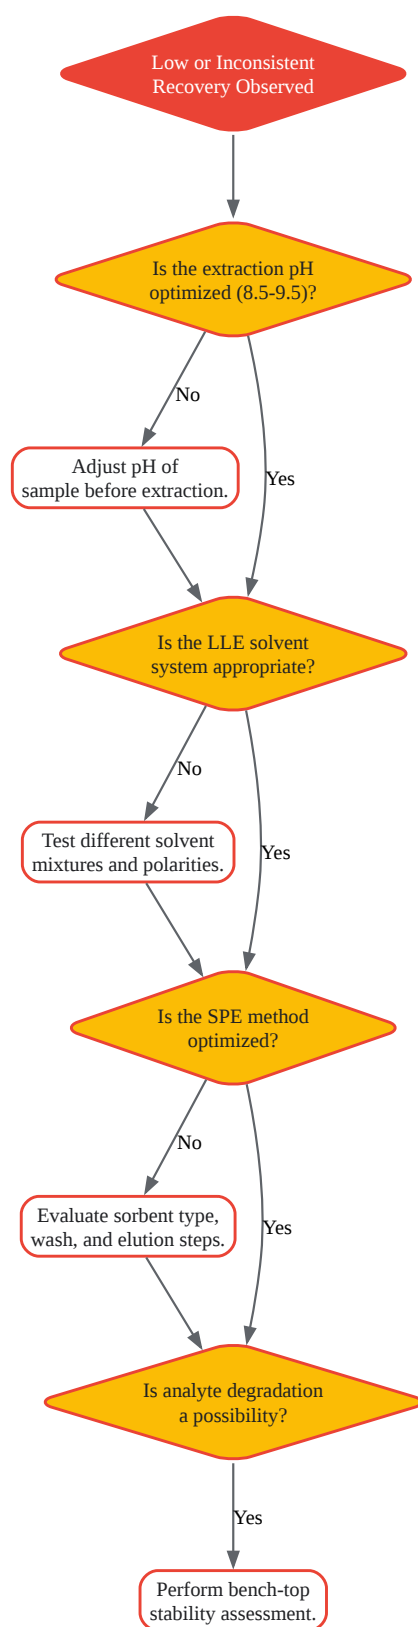 Low or Inconsistent
Recovery Observed
Is the extraction pH
optimized (8.5-9.5)?
No
Adjust pH of
sample before extraction.
Yes
Is the LLE solvent
system appropriate?
No
Test different solvent
mixtures and polarities.
Yes
Is the SPE method
optimized?
No
Evaluate sorbent type,
wash, and elution steps.
Yes
Is analyte degradation
a possibility?
Yes
Perform bench-top
stability assessment.